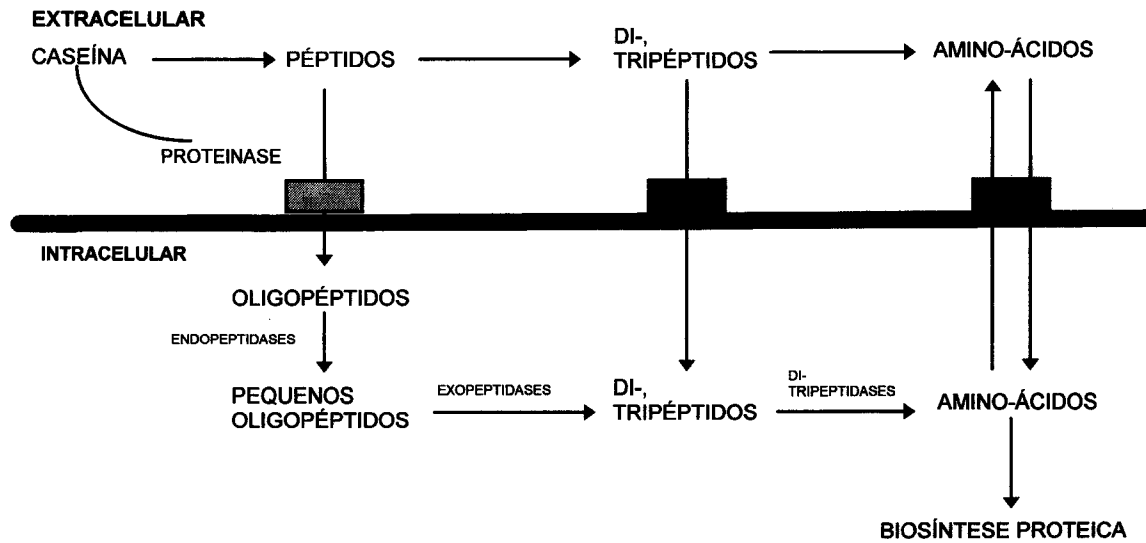 EXTRACELULAR
CASEÍNA
PÉPTIDOS
DI-,
TRIPÉPTIDOS
AMINO-ÁCIDOS
PROTEINASE
INTRACELULAR
OLIGOPÉPTIDOS
ENDOPEPTIDASES
PEQUENOS
OLIGOPÉPTIDOS
EXOPEPTIDASES
DI-,
TRIPÉPTIDOS
DI-
TRIPEPTIDASES
AMINO-ÁCIDOS
BIOSÍNTESE PROTEICA